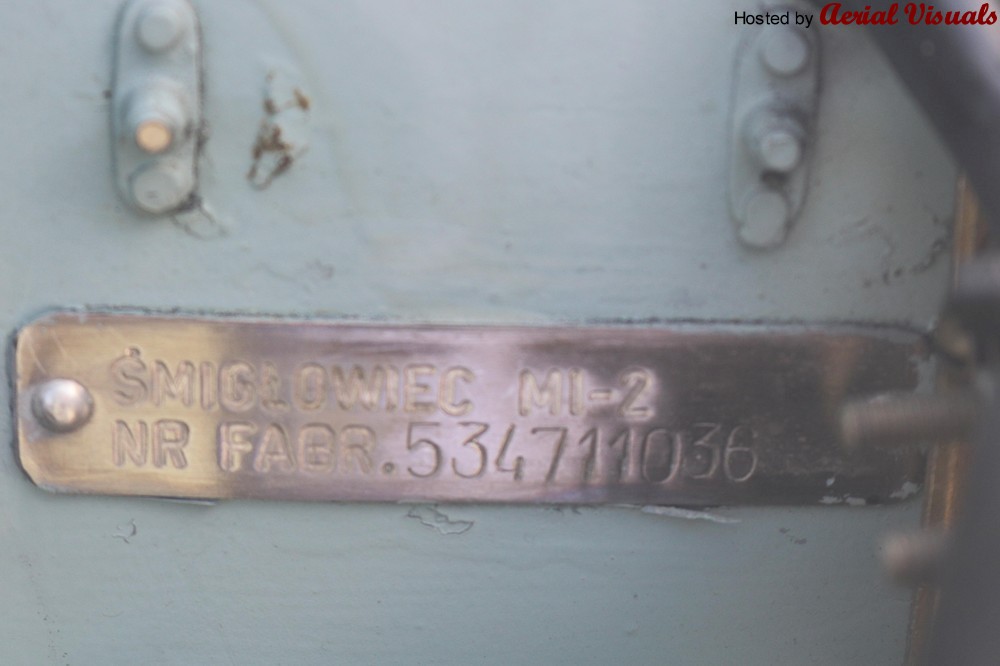 Hosted by Aerial Visuals
ŚMIGŁOWIEC MI-2
NR FABR.534711036